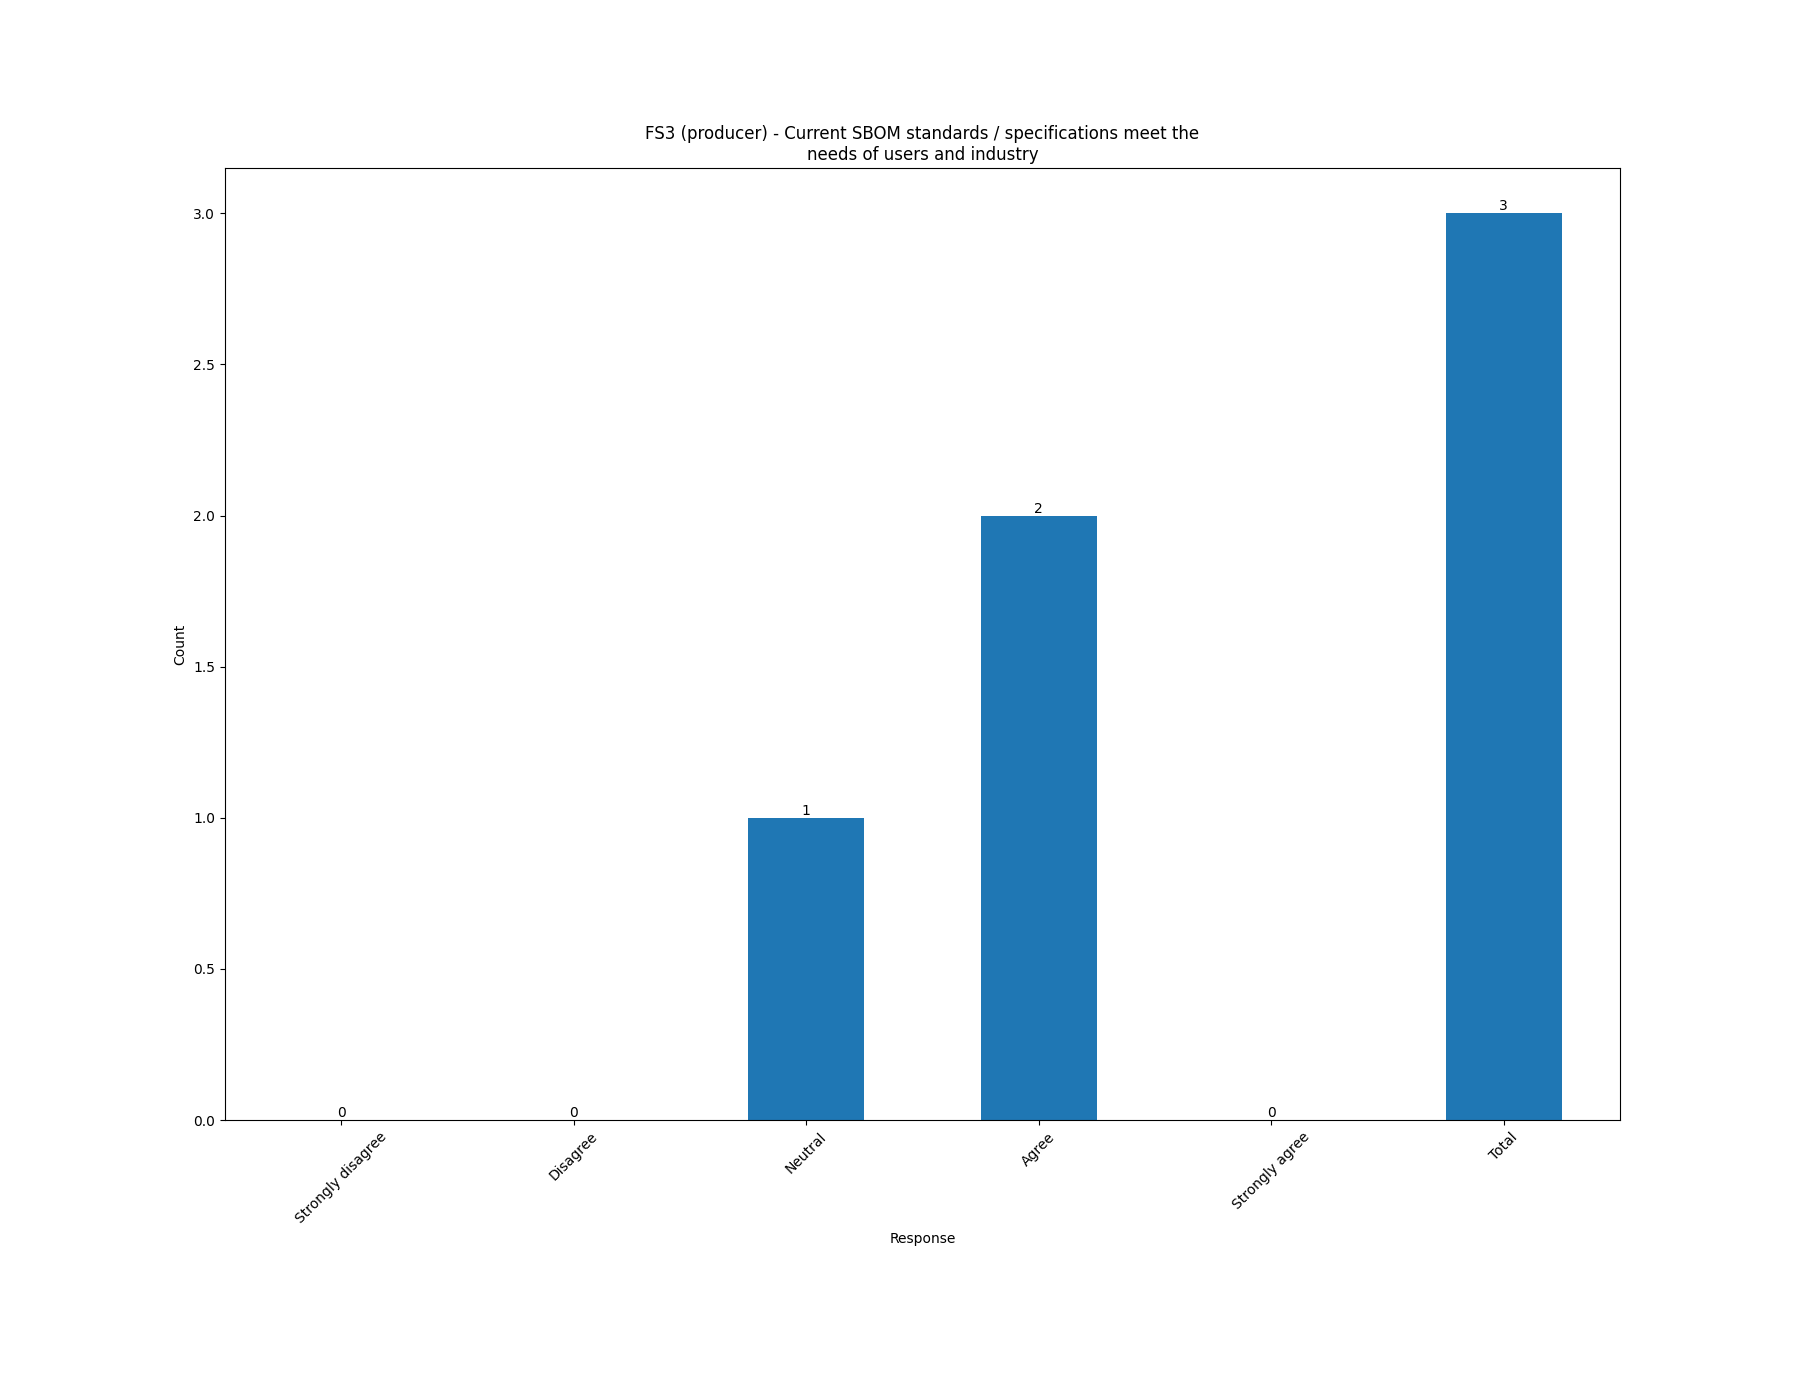 FS3 (producer) - Current SBOM standards / specifications meet the
needs of users and industry
3.0
2.5
2.0
1.5
1.0
0.5
0.0
Count
0
0
1
2
0
3
Strongly disagree
Disagree
Neutral
Agree
Strongly agree
Total
Response